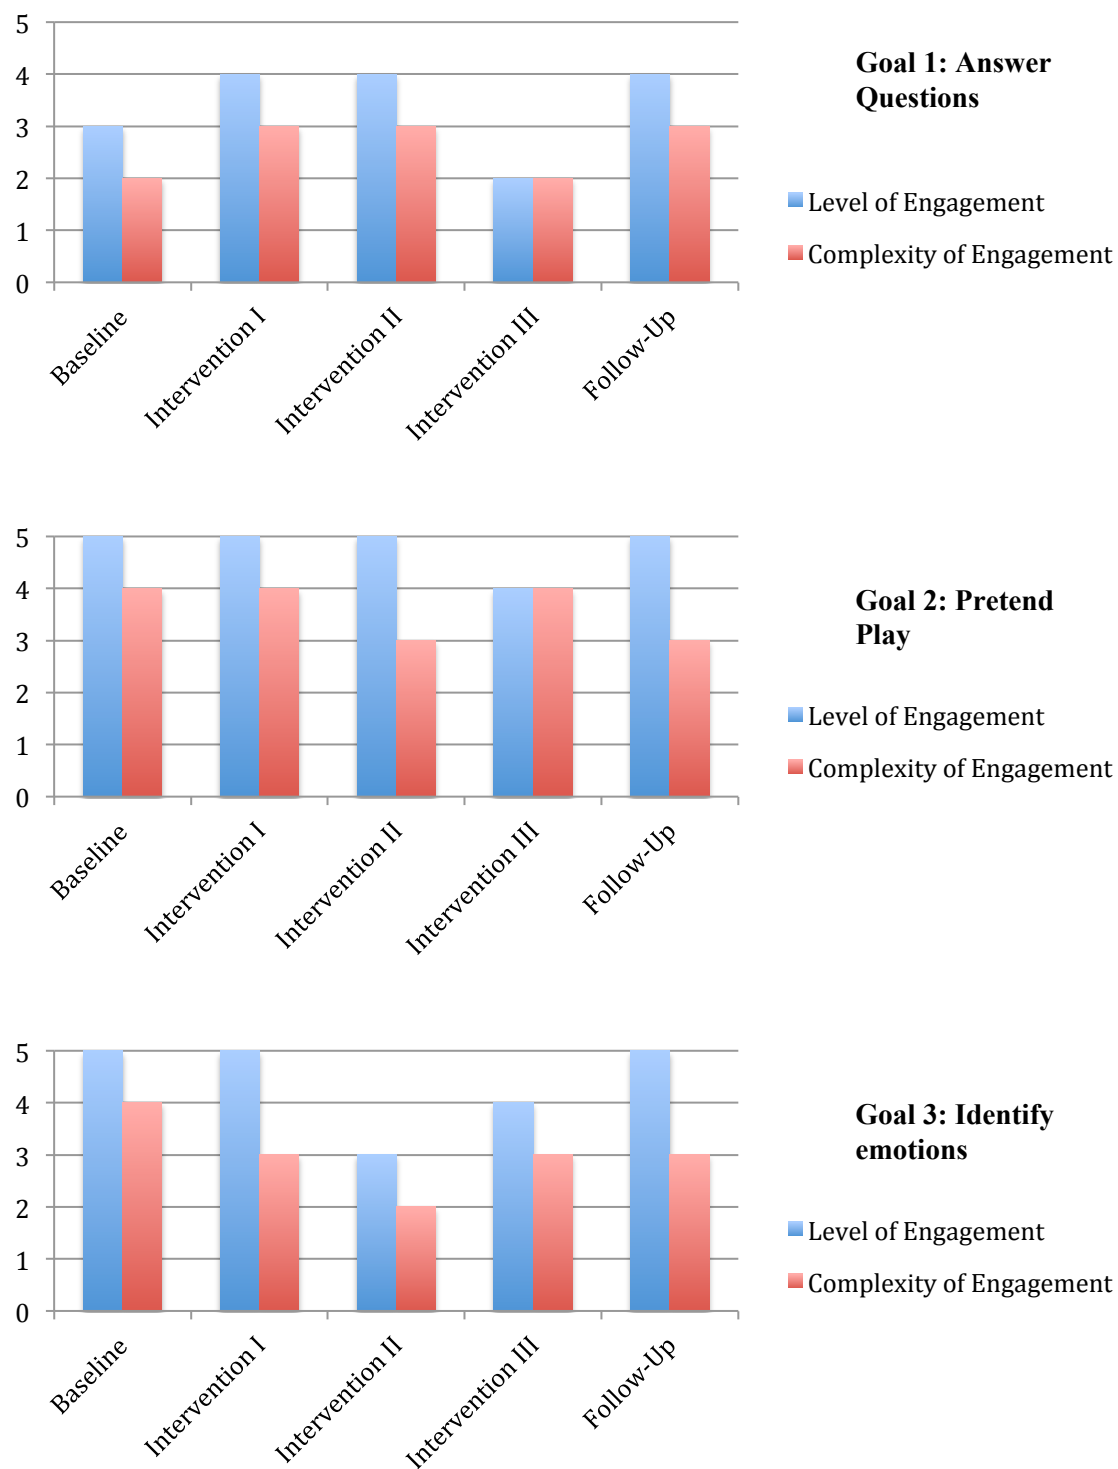 5
4
3
2
1
0
Baseline
Intervention I
Intervention II
Intervention III
Follow-Up
Goal 1: Answer
Questions
Level of Engagement
Complexity of Engagement
5
4
3
2
1
0
Baseline
Intervention I
Intervention II
Intervention III
Follow-Up
Goal 2: Pretend
Play
Level of Engagement
Complexity of Engagement
5
4
3
2
1
0
Baseline
Intervention I
Intervention II
Intervention III
Follow-Up
Goal 3: Identify
emotions
Level of Engagement
Complexity of Engagement